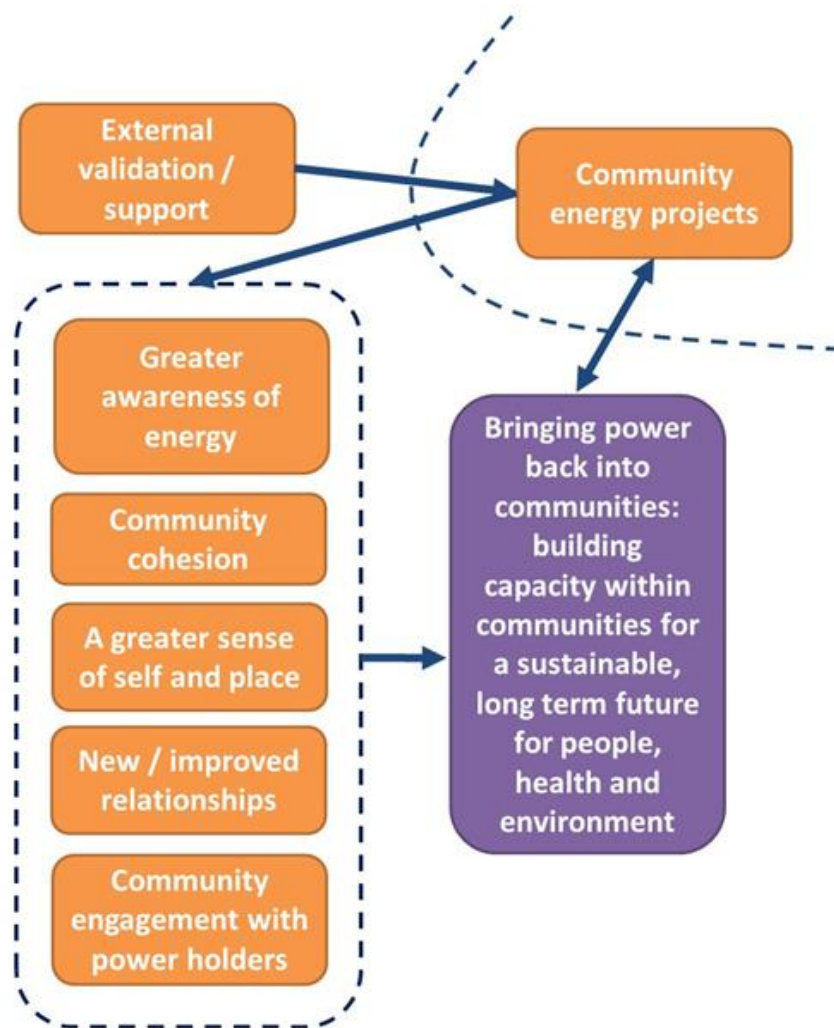 External
validation /
support
Community
energy projects
Greater
awareness of
energy
Community
cohesion
A greater sense
of self and place
New / improved
relationships
Community
engagement with
power holders
Bringing power
back into
communities:
building
capacity within
communities for
a sustainable,
long term future
for people,
health and
environment